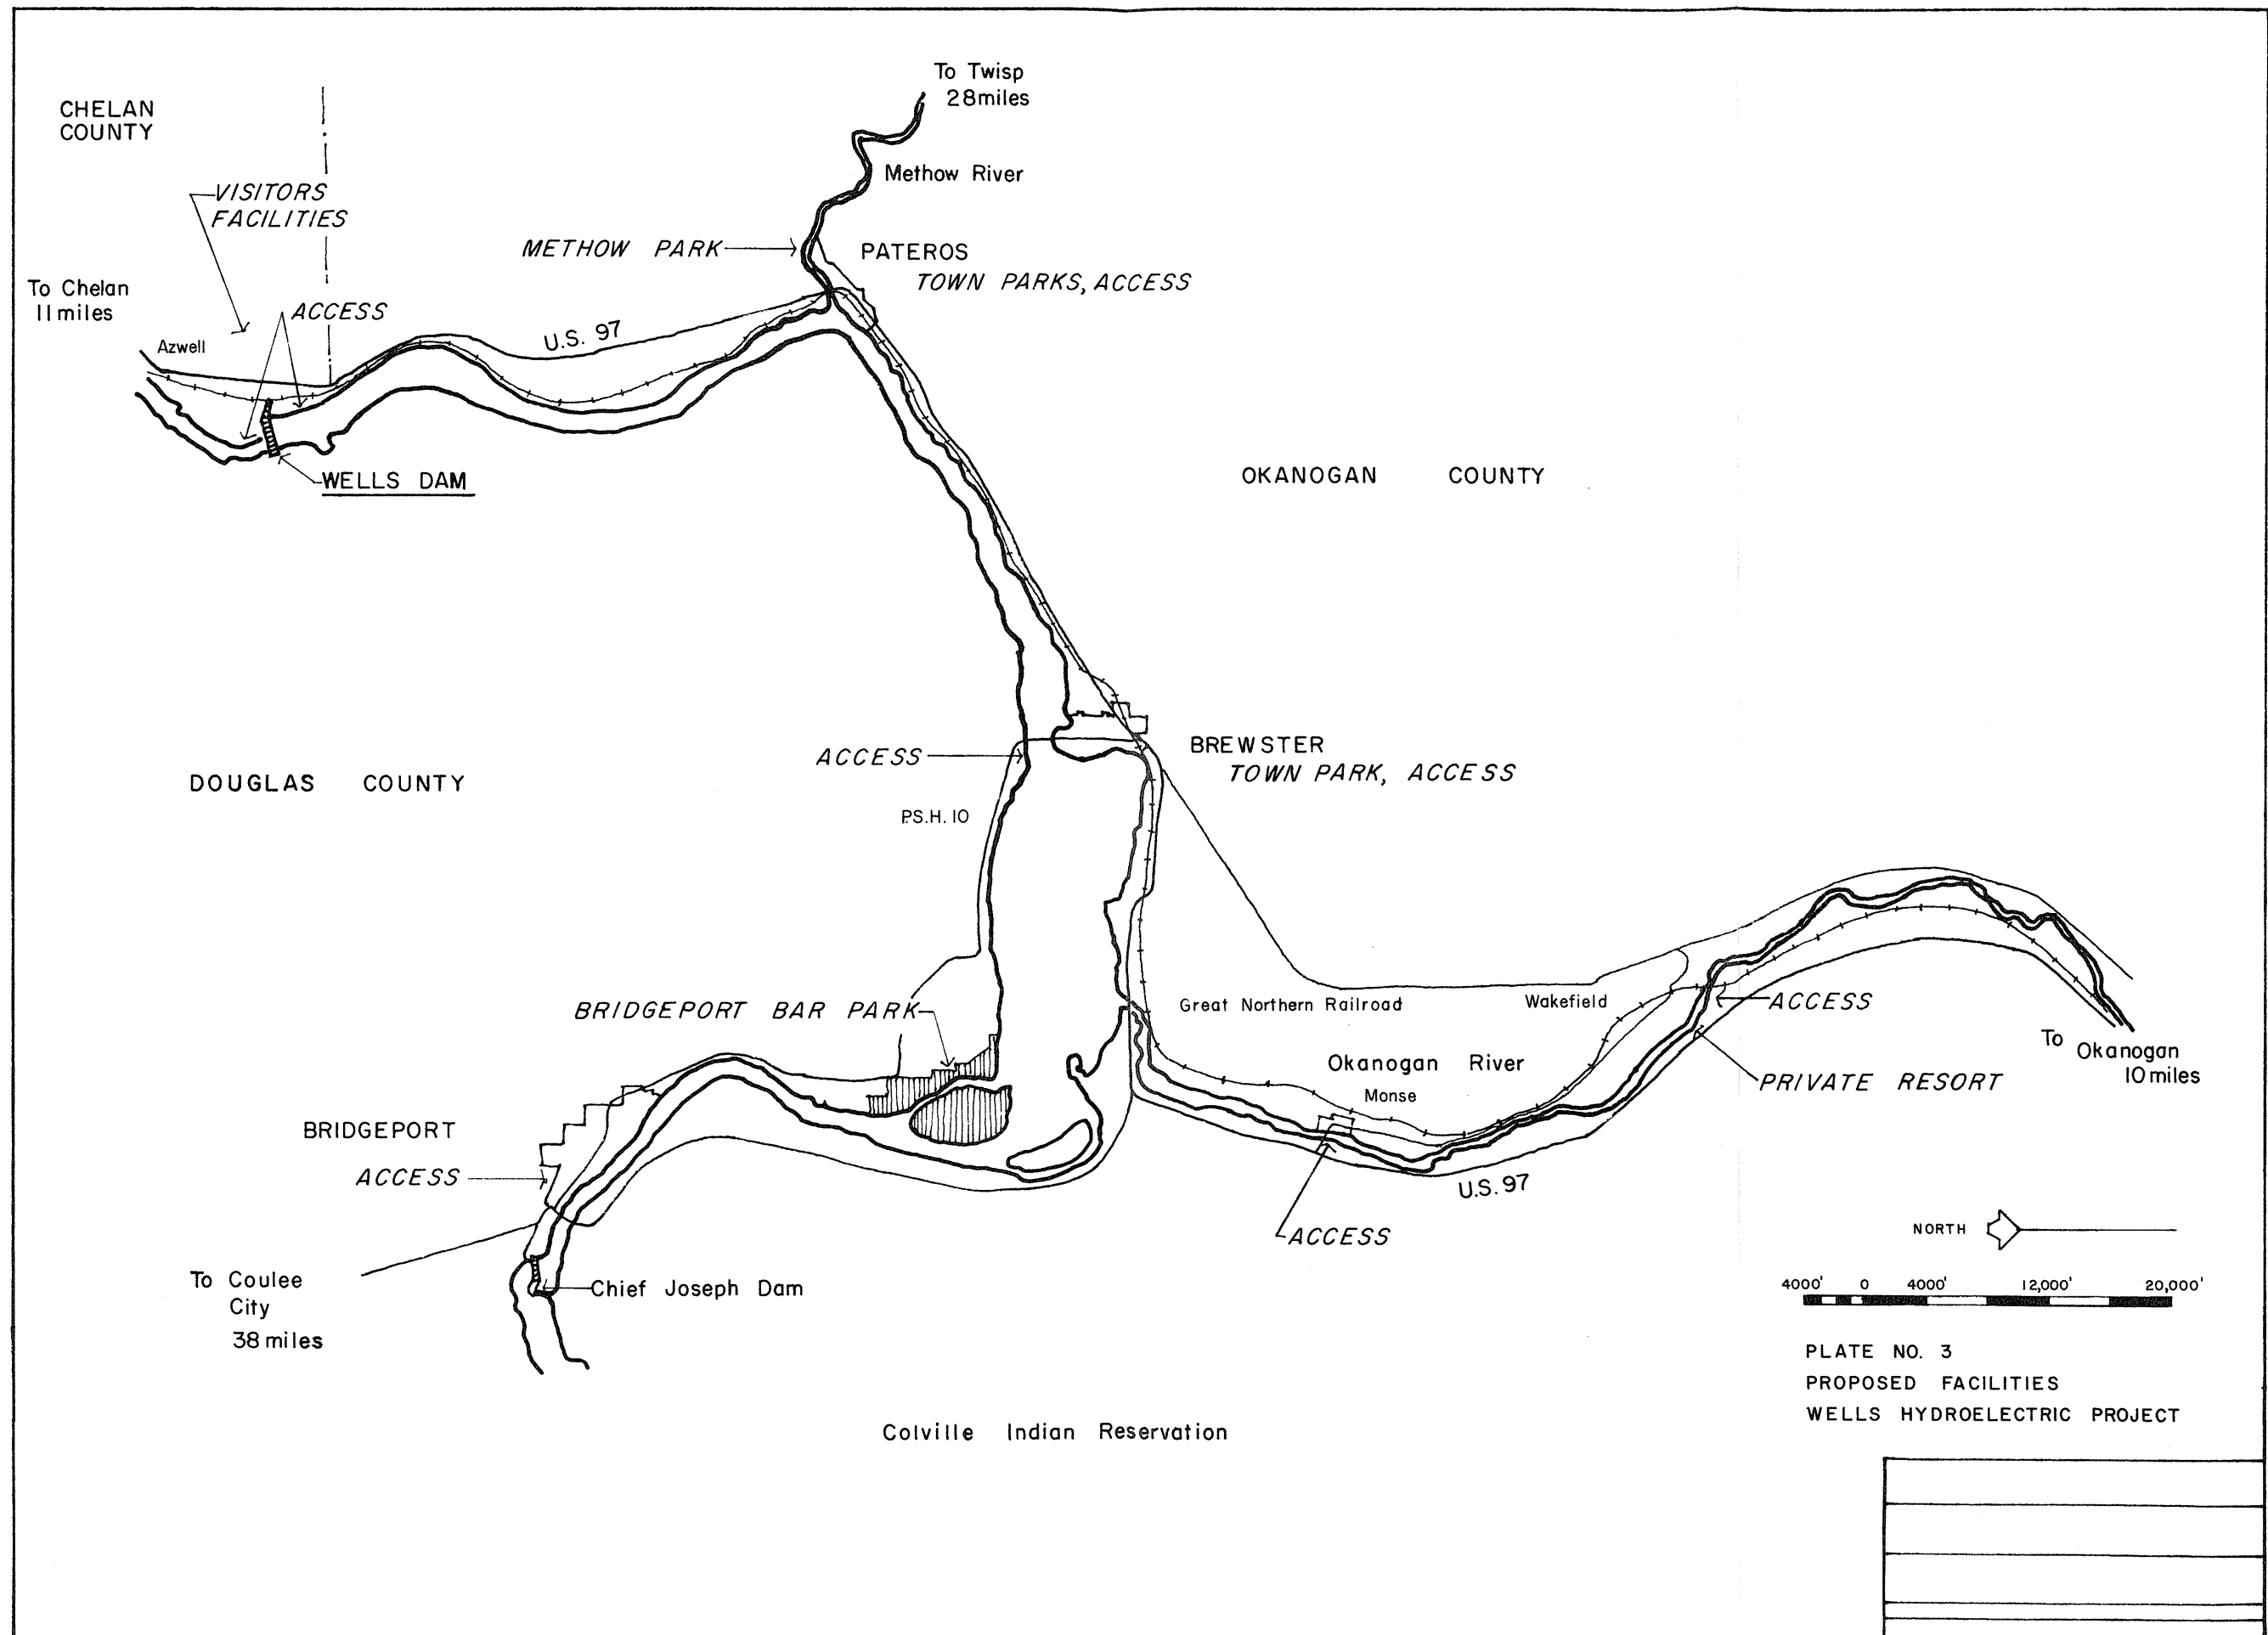 To Twisp
28 miles
CHELAN
COUNTY
Methow River
VISITORS
FACILITIES
METHOW PARK
PATEROS
TOWN PARKS, ACCESS
To Chelan
11 miles
ACCESS
U.S. 97
Azwell
WELLS DAM
OKANOGAN COUNTY
ACCESS
BREWSTER
TOWN PARK, ACCESS
DOUGLAS COUNTY
P.S.H. 10
BRIDGEPORT BAR PARK
Great Northern Railroad
Wakefield
ACCESS
To Okanogan
10 miles
Okanogan River
Monse
PRIVATE RESORT
BRIDGEPORT
ACCESS
U.S. 97
ACCESS
NORTH
To Coulee
City
38 miles
Chief Joseph Dam
4000' 0 4000' 12,000' 20,000'
PLATE NO. 3
PROPOSED FACILITIES
WELLS HYDROELECTRIC PROJECT
Colville Indian Reservation